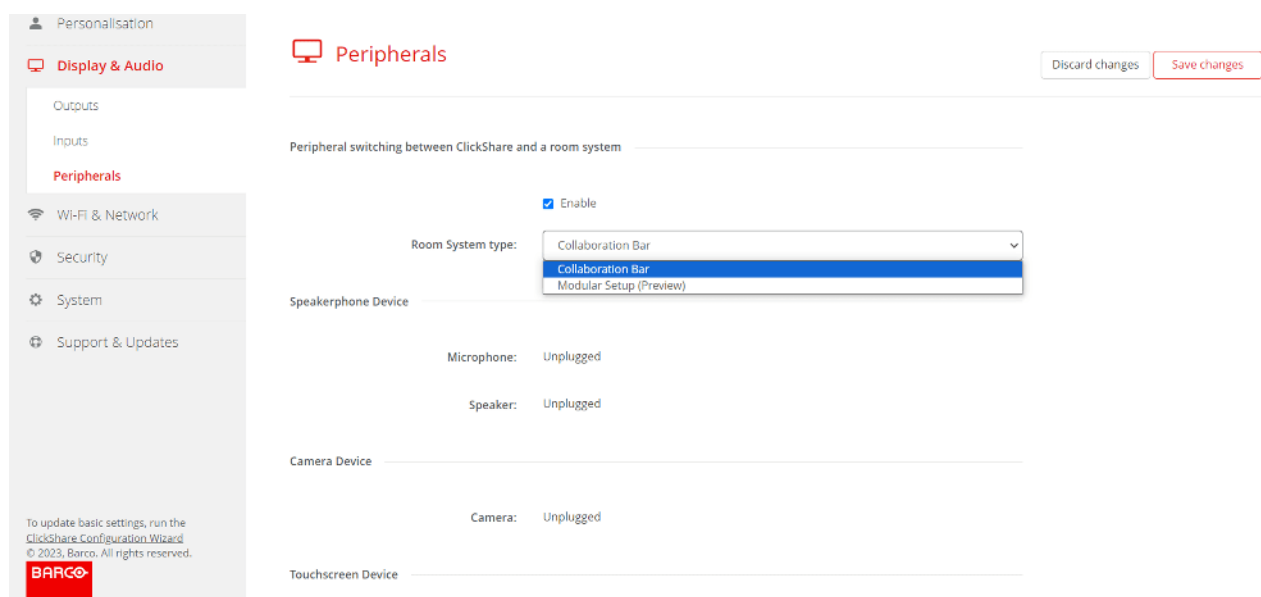 Personalisation
Display & Audio
Outputs
Inputs
Peripherals
Wi-Fi & Network
Security
System
Support & Updates
To update basic settings, run the
ClickShare Configuration Wizard
© 2023, Barco. All rights reserved.
BARCO
Peripherals
Discard changes
Save changes
Peripheral switching between ClickShare and a room system
Enable
Room System type:
Collaboration Bar
Collaboration Bar
Modular Setup (Preview)
Speakerphone Device
Microphone:
Unplugged
Speaker:
Unplugged
Camera Device
Camera:
Unplugged
Touchscreen Device